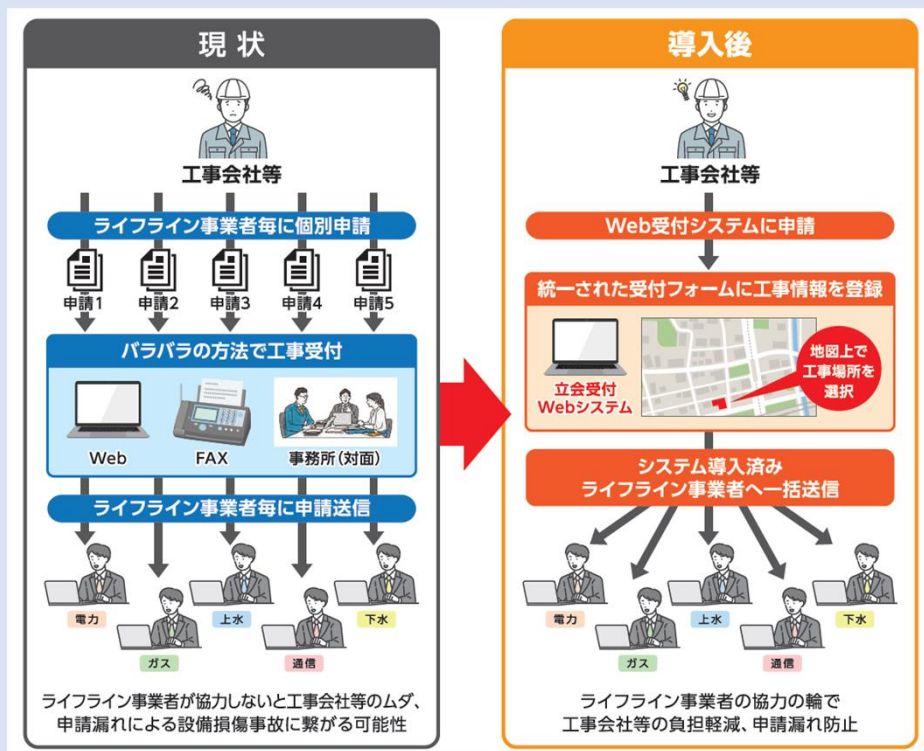 現状
工事会社等
ライフライン事業者毎に個別申請
申請1 申請2 申請3 申請4 申請5
バラバラの方法で工事受付
Web FAX 事務所(対面)
ライフライン事業者毎に申請送信
電力 上水 下水
ガス 通信
ライフライン事業者が協力しないと工事会社等のムダ、
申請漏れによる設備損傷事故に繋がる可能性
導入後
工事会社等
Web受付システムに申請
統一された受付フォームに工事情報を登録
立会受付
Webシステム
地図上で
工事場所を
選択
システム導入済み
ライフライン事業者へ一括送信
電力 上水 下水
ガス 通信
ライフライン事業者の協力の輪で
工事会社等の負担軽減、申請漏れ防止